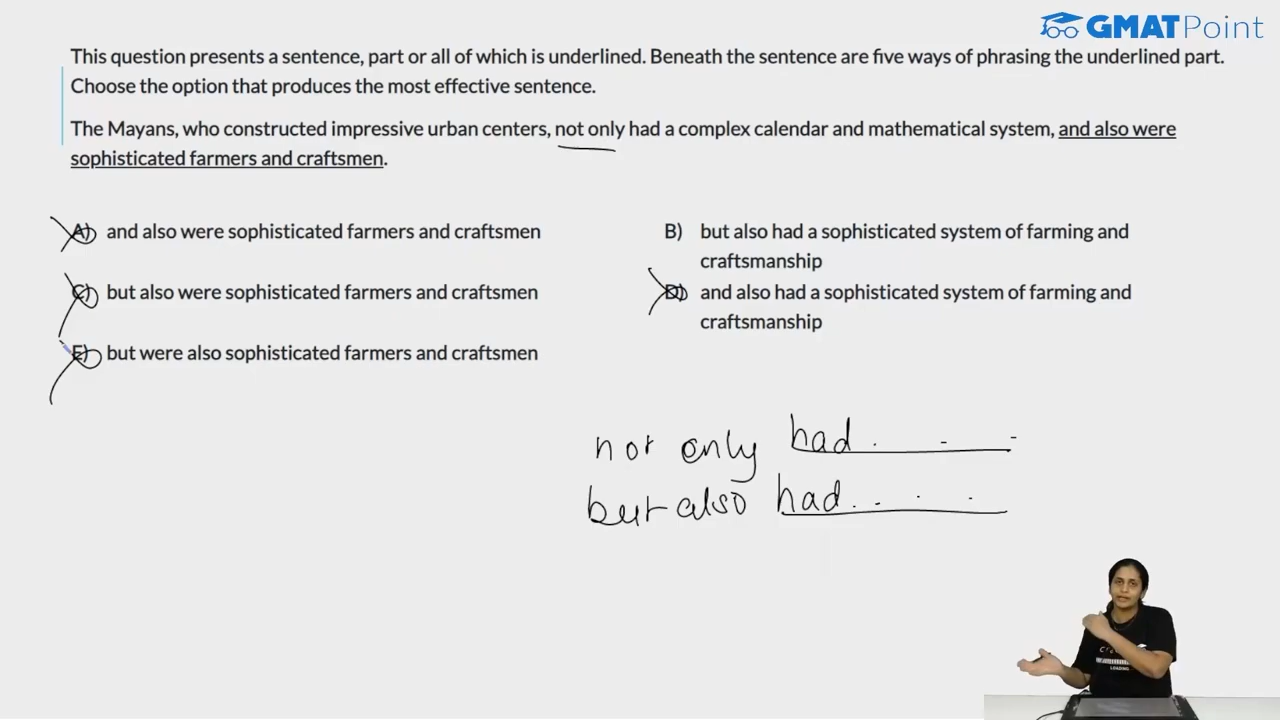 GMATPoint
This question presents a sentence, part or all of which is underlined. Beneath the sentence are five ways of phrasing the underlined part.
Choose the option that produces the most effective sentence.
The Mayans, who constructed impressive urban centers, not only had a complex calendar and mathematical system, and also were
sophisticated farmers and craftsmen.
A) and also were sophisticated farmers and craftsmen
B) but also had a sophisticated system of farming and
craftsmanship
C) but also were sophisticated farmers and craftsmen
D) and also had a sophisticated system of farming and
craftsmanship
E) but were also sophisticated farmers and craftsmen
not only had . - -
but also had . . . .
LOADING